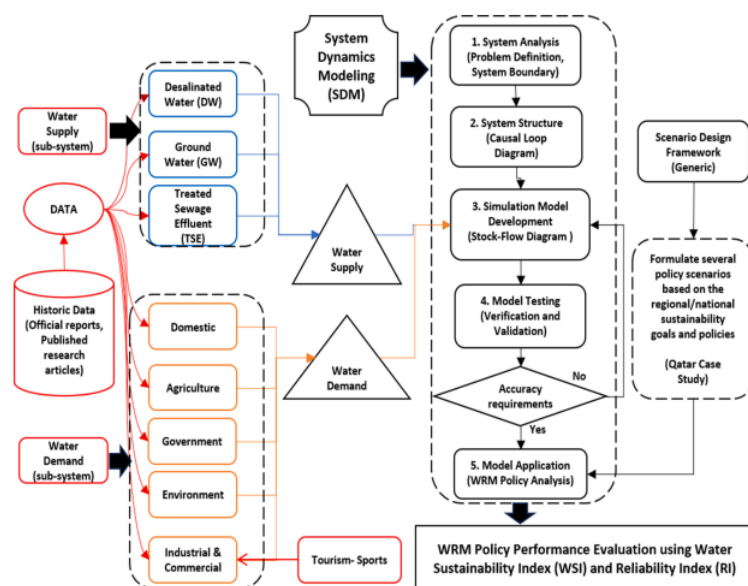 System
Dynamics
Modeling
(SDM)
1. System Analysis
(Problem Definition,
System Boundary)
Desalinated
Water (DW)
Water
Supply
(sub-system)
Ground
Water (GW)
2. System Structure
(Causal Loop
Diagram)
Scenario Design
Framework
(Generic)
DATA
Treated
Sewage
Effluent
(TSE)
3. Simulation Model
Development
(Stock-Flow Diagram )
Water
Supply
Formulate several
policy scenarios
based on the
regional/national
sustainability
goals and policies
(Qatar Case
Study)
Historic Data
(Official reports,
Published
research
articles)
Domestic
4. Model Testing
(Verification and
Validation)
Water
Demand
Agriculture
Accuracy
requirements
No
Yes
Water
Demand
(sub-system)
Government
Environment
5. Model Application
(WRM Policy Analysis)
Industrial &
Commercial
Tourism- Sports
WRM Policy Performance Evaluation using Water
Sustainability Index (WSI) and Reliability Index (RI)